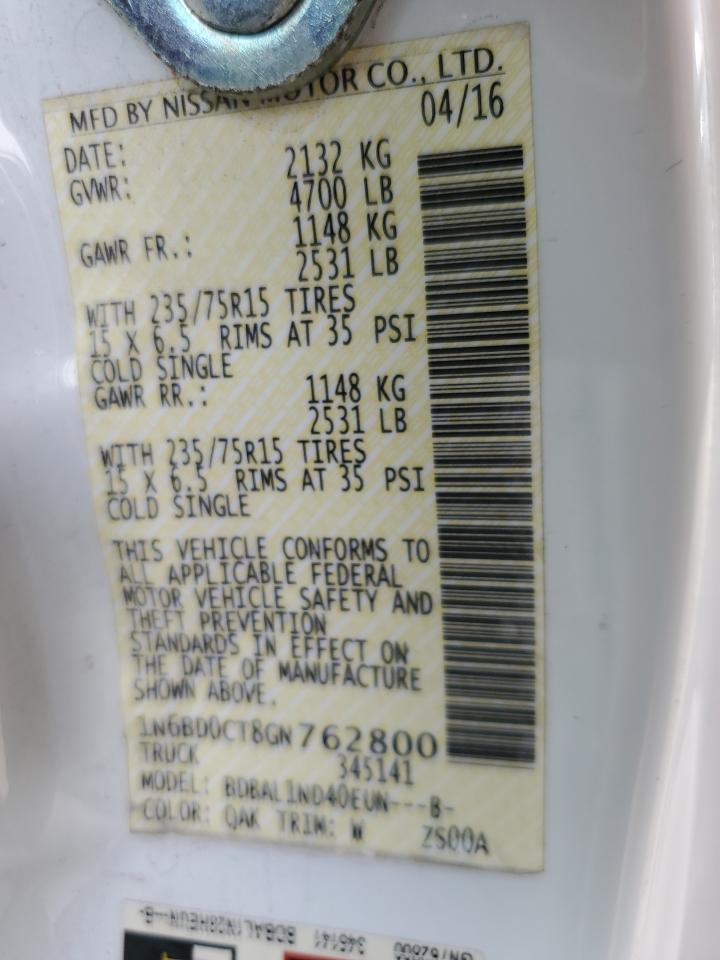 MFD BY NISSAN MOTOR CO., LTD.
DATE: 04/16
GVWR: 2132 KG
4700 LB
GAWR FR.: 1148 KG
2531 LB
WITH 235/75R15 TIRES
15 X 6.5 RIMS AT 35 PSI
COLD SINGLE
GAWR RR.: 1148 KG
2531 LB
WITH 235/75R15 TIRES
15 X 6.5 RIMS AT 35 PSI
COLD SINGLE
THIS VEHICLE CONFORMS TO
ALL APPLICABLE FEDERAL
MOTOR VEHICLE SAFETY AND
THEFT PREVENTION
STANDARDS IN EFFECT ON
THE DATE OF MANUFACTURE
SHOWN ABOVE.
1N6BD0CT8GN762800
TRUCK 345141
MODEL: BDBAL1ND40EUN---B-
COLOR: QAK TRIM: W ZS00A
345141